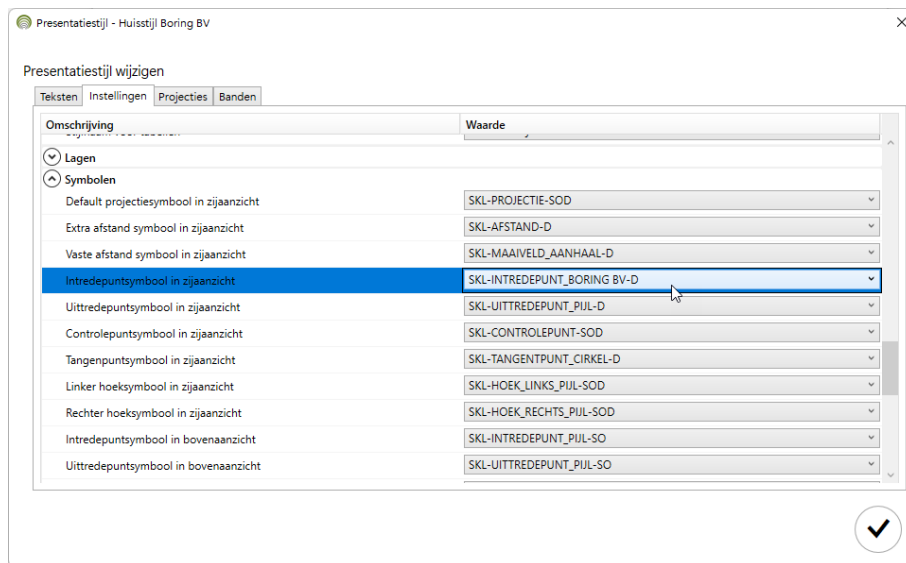 Presentatiestijl - Huisstijl Boring BV
Presentatiestijl wijzigen
Teksten Instellingen Projecties Banden
Omschrijving Waarde
Lagen
Symbolen
Default projectiesymbool in zijaanzicht SKL-PROJECTIE-SOD
Extra afstand symbool in zijaanzicht SKL-AFSTAND-D
Vaste afstand symbool in zijaanzicht SKL-MAAIVELD_AANHAAL-D
Intredepuntsymbool in zijaanzicht SKL-INTREDEPUNT_BORING BV-D
Uittredepuntsymbool in zijaanzicht SKL-UITTREDEPUNT_PIJL-D
Controlepuntsymbool in zijaanzicht SKL-CONTROLEPUNT-SOD
Tangenpuntsymbool in zijaanzicht SKL-TANGENTPUNT_CIRKEL-D
Linker hoeksymbool in zijaanzicht SKL-HOEK_LINKS_PIJL-SOD
Rechter hoeksymbool in zijaanzicht SKL-HOEK_RECHTS_PIJL-SOD
Intredepuntsymbool in bovenaanzicht SKL-INTREDEPUNT_PIJL-SO
Uittredepuntsymbool in bovenaanzicht SKL-UITTREDEPUNT_PIJL-SO